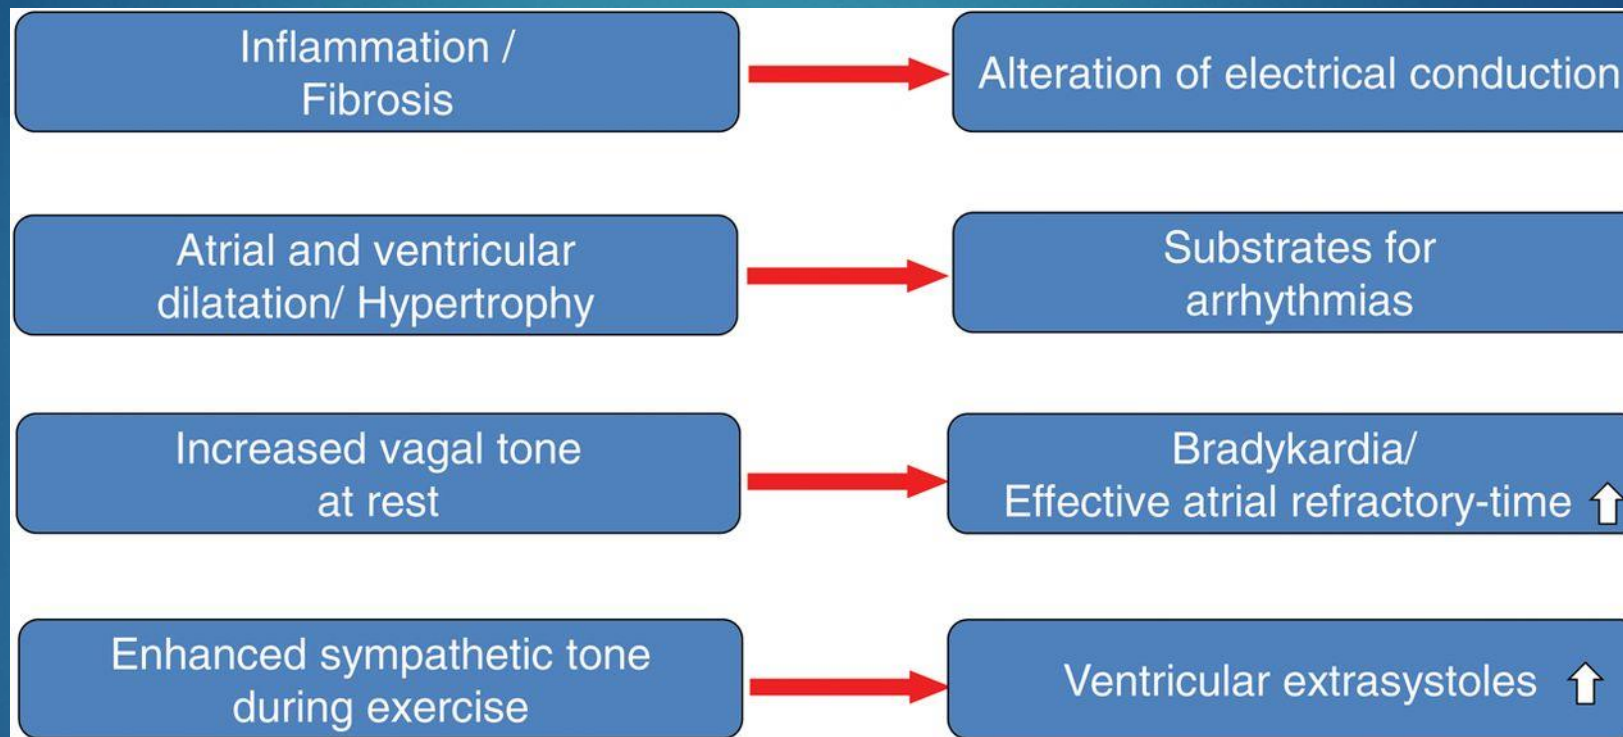 Inflammation /
Fibrosis
Alteration of electrical conduction
Atrial and ventricular
dilatation/ Hypertrophy
Substrates for
arrhythmias
Increased vagal tone
at rest
Bradykardia/
Effective atrial refractory-time ⇧
Enhanced sympathetic tone
during exercise
Ventricular extrasystoles ⇧